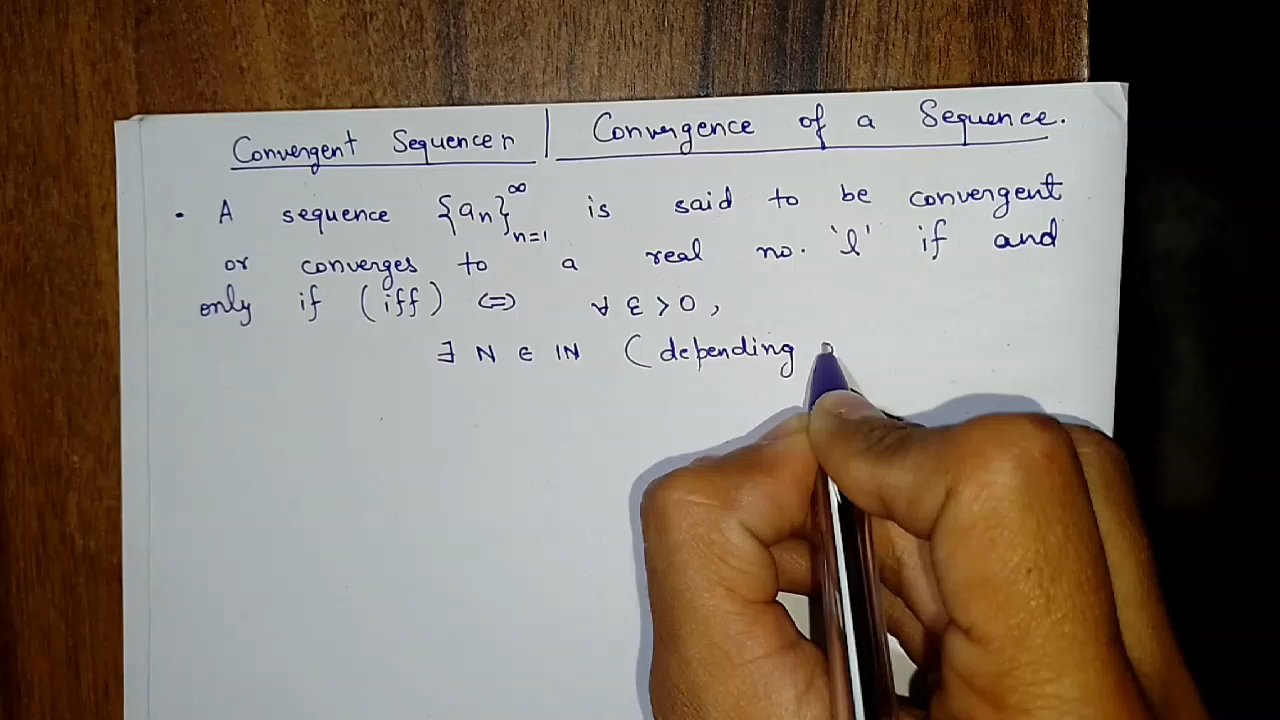 Convergent Sequences | Convergence of a Sequence.
• A sequence {aₙ}ₙ₌₁^∞ is said to be convergent
or converges to a real no. 'l' if and
only if (iff) ⇔ ∀ ε > 0,
∃ N ∈ ℕ (depending